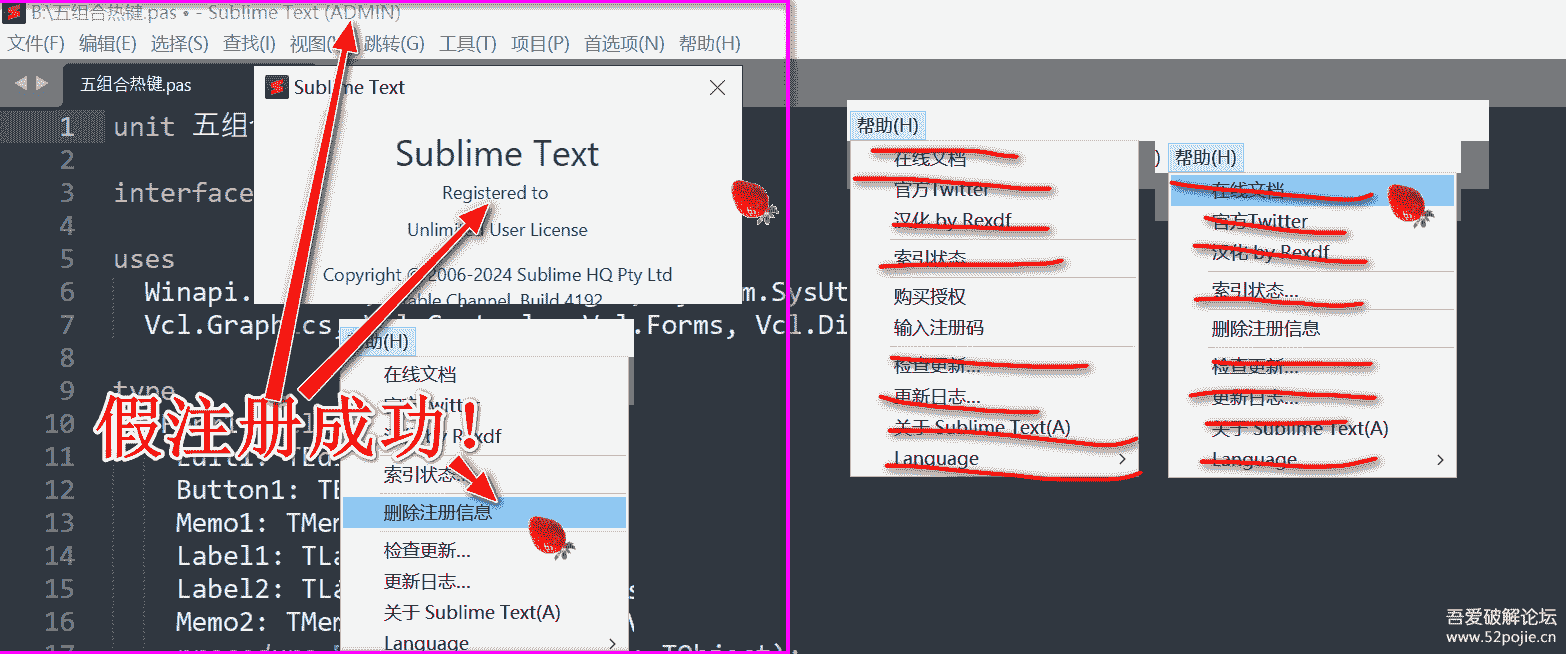 B:\五组合热键.pas • - Sublime Text (ADMIN)
文件(F) 编辑(E) 选择(S) 查找(I) 视图 跳转(G) 工具(T) 项目(P) 首选项(N) 帮助(H)
五组合热键.pas
Sublime Text
Sublime Text
Registered to
User License
Copyright © 2006-2024 Sublime HQ Pty Ltd
Channel, Build 4192
1 unit 五组
2
3 interface
4
5 uses
6 Winapi. m.SysUt
7 Vcl.Graphics, .Forms, Vcl.Di
8
9 type
10
11
12 Button1:
13 Memo1: TMe
14 Label1: TL
15 Label2: TL
16 Memo2: TMe
17
假注册成功!
助(H)
在线文档
索引状态...
删除注册信息
检查更新...
更新日志...
关于 Sublime Text(A)
Language
帮助(H)
在线文档
官方Twitter
汉化 by Rexdf
索引状态
购买授权
输入注册码
检查更新...
更新日志...
关于 Sublime Text(A)
Language
)
帮助(H)
在线文档
官方Twitter
汉化 by Rexdf
索引状态...
删除注册信息
检查更新...
更新日志...
关于 Sublime Text(A)
Language
吾爱破解论坛
www.52pojie.cn